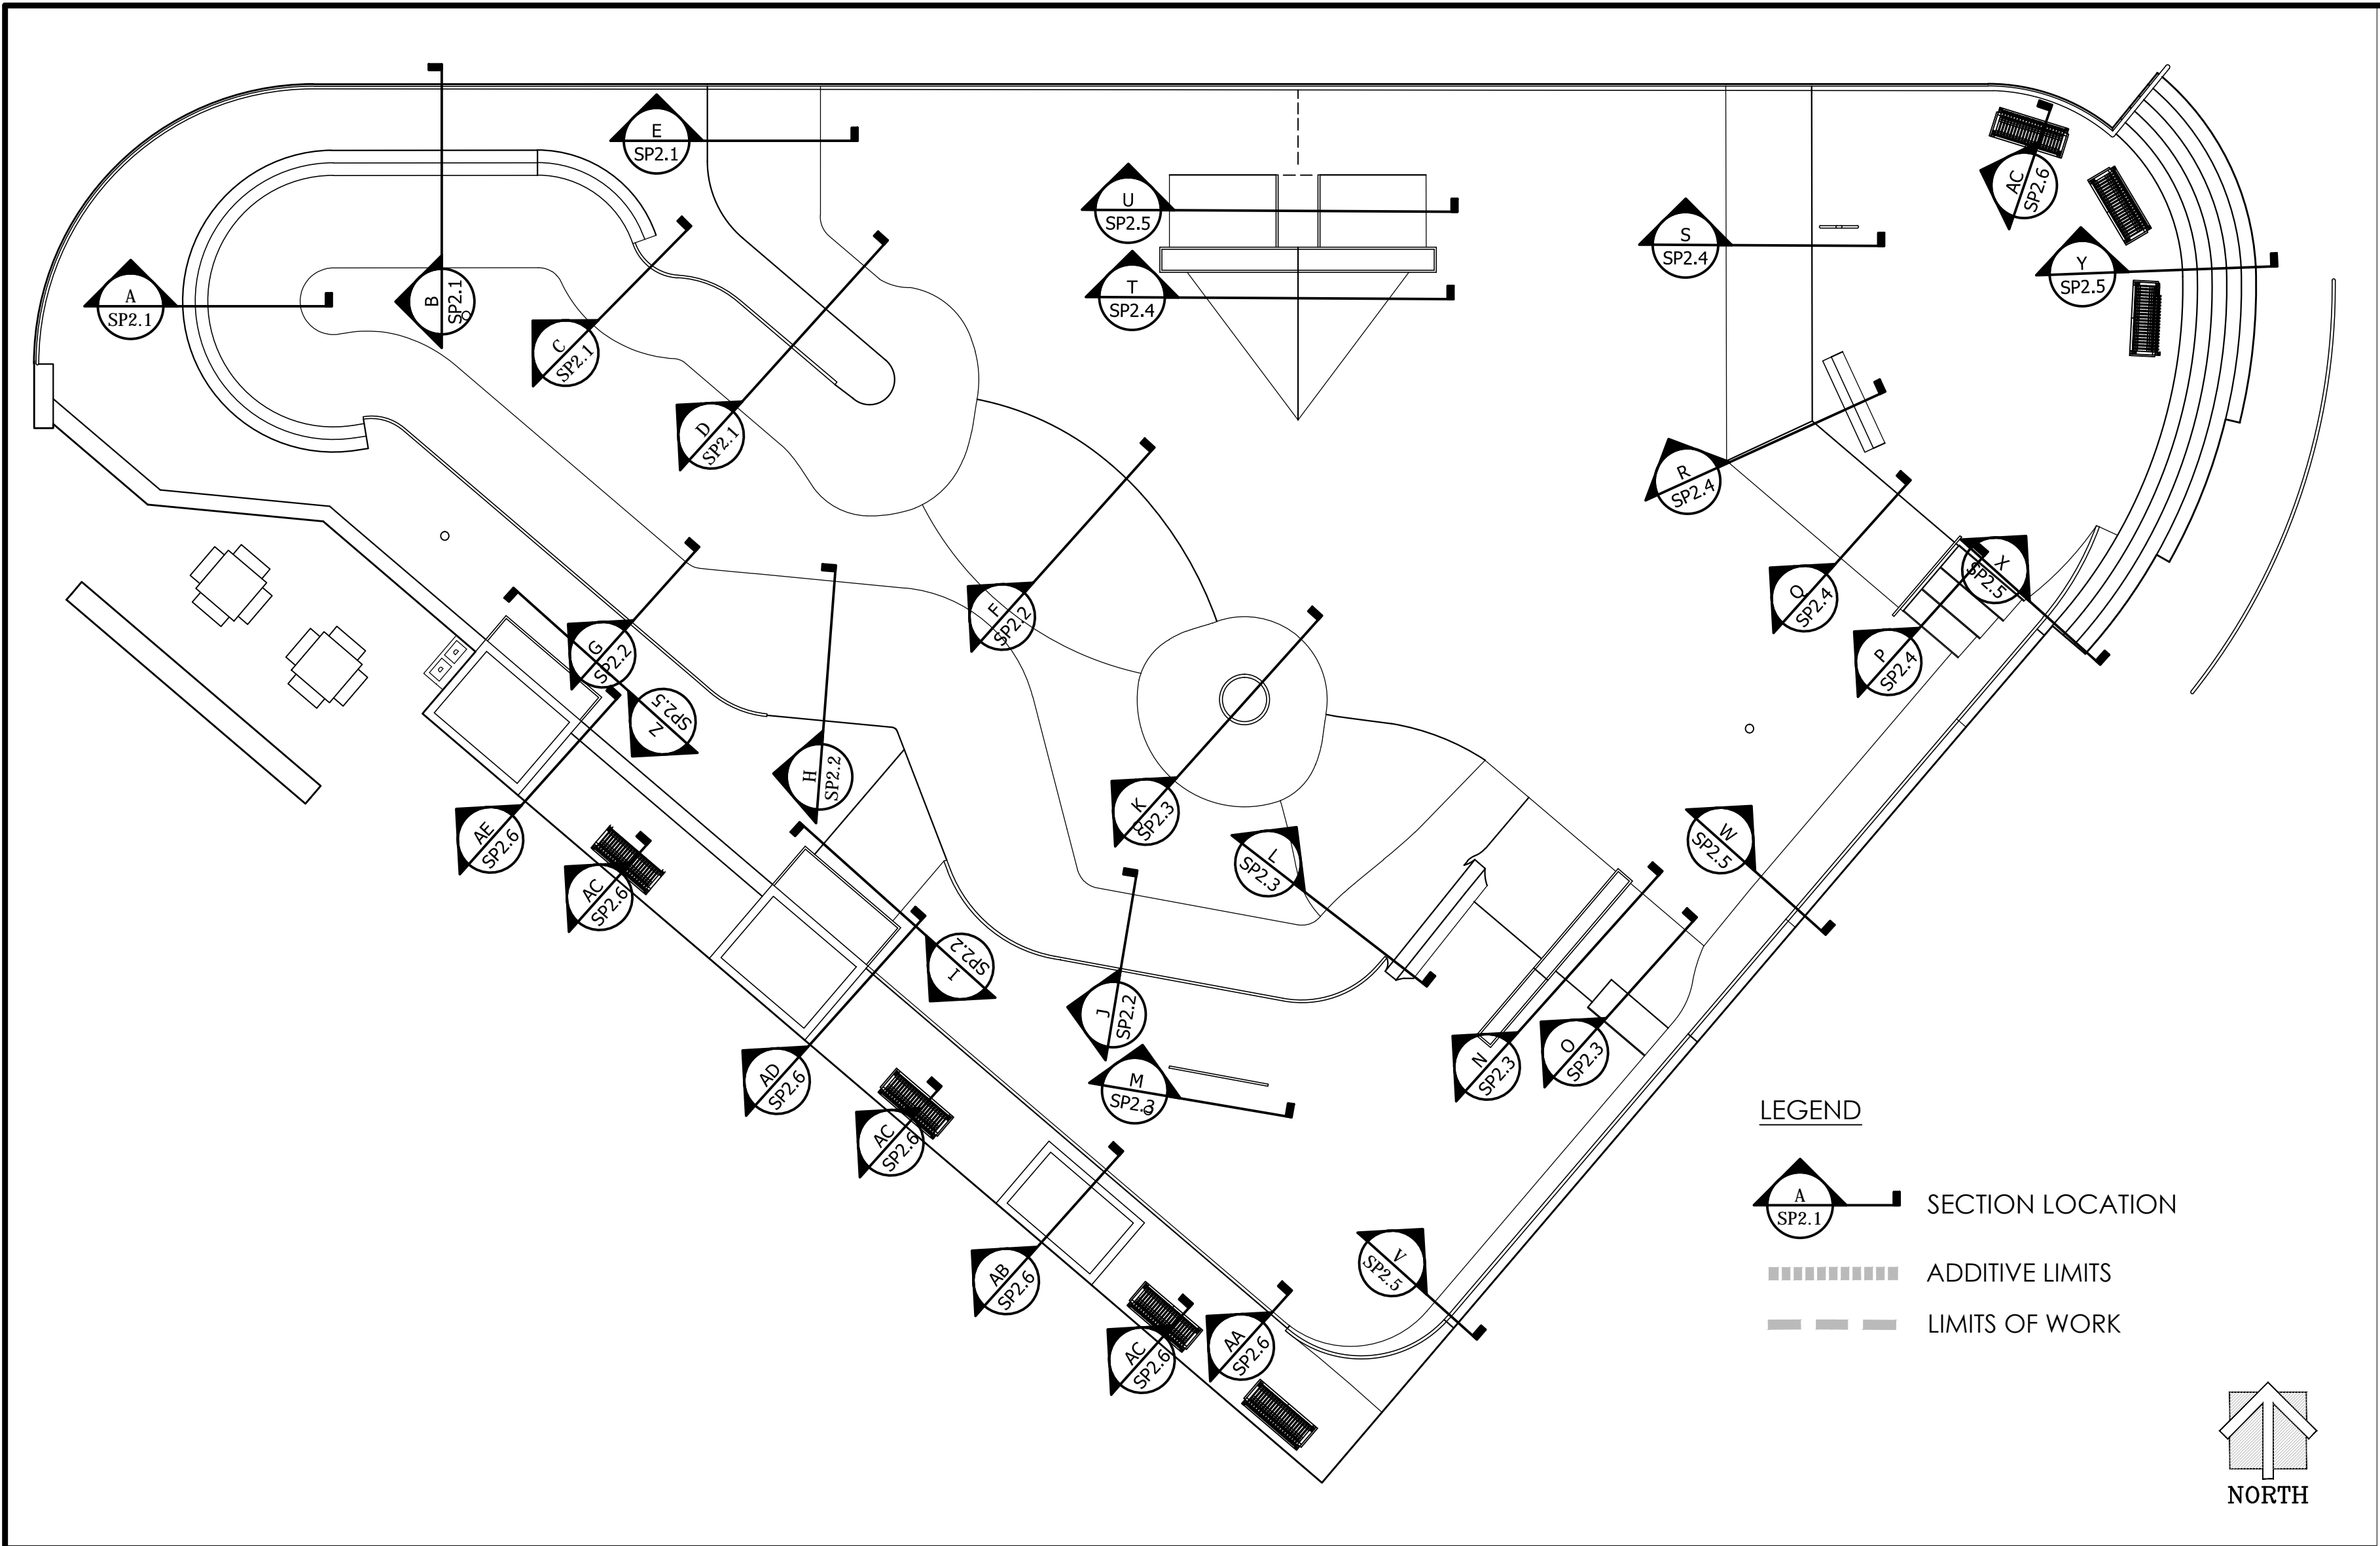 E
SP2.1
AC
SP2.6
U
SP2.5
S
SP2.4
Y
SP2.5
A
SP2.1
B
SP2.1
T
SP2.4
C
SP2.1
D
SP2.1
R
SP2.4
X
SP2.5
Q
SP2.4
F
SP2.2
G
SP2.2
P
SP2.4
Z
SP2.5
H
SP2.2
K
SP2.3
AE
SP2.6
W
SP2.5
L
SP2.3
AC
SP2.6
I
SP2.2
J
SP2.2
N
SP2.3
O
SP2.3
AD
SP2.6
M
SP2.3
AC
SP2.6
LEGEND
A
SP2.1
SECTION LOCATION
AB
SP2.6
V
SP2.5
ADDITIVE LIMITS
LIMITS OF WORK
AC
SP2.6
AA
SP2.6
NORTH